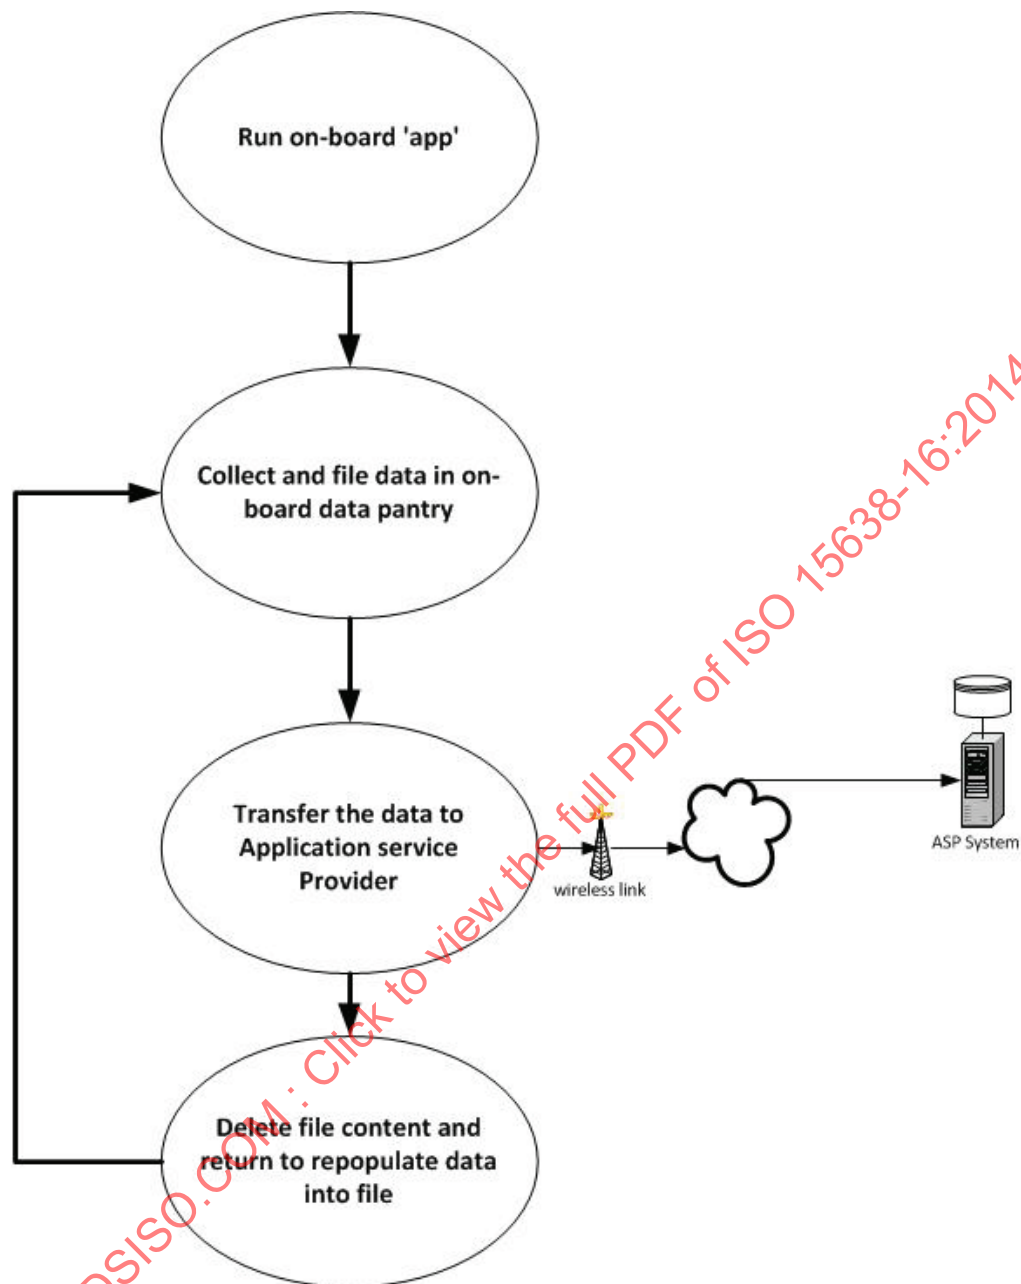 Run on-board 'app'
Collect and file data in on-
board data pantry
Transfer the data to
Application service
Provider
wireless link
ASP System
Delete file content and
return to repopulate data
into file
DSISO.COM : Click to view the full PDF of ISO 15638-16:2014